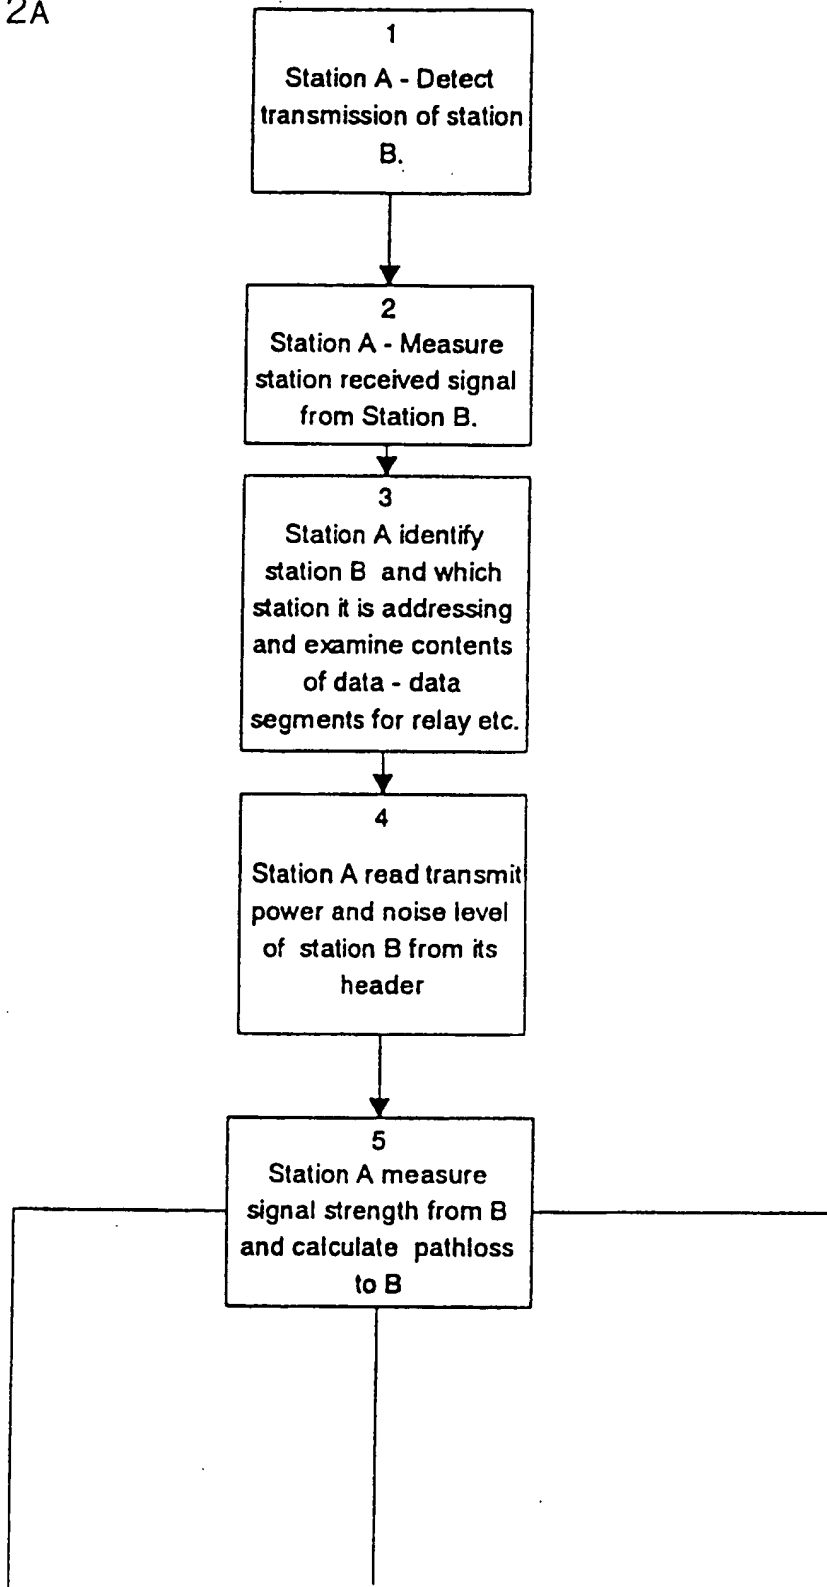 2A
1
Station A - Detect
transmission of station
B.
2
Station A - Measure
station received signal
from Station B.
3
Station A identify
station B and which
station it is addressing
and examine contents
of data - data
segments for relay etc.
4
Station A read transmit
power and noise level
of station B from its
header
5
Station A measure
signal strength from B
and calculate pathloss
to B